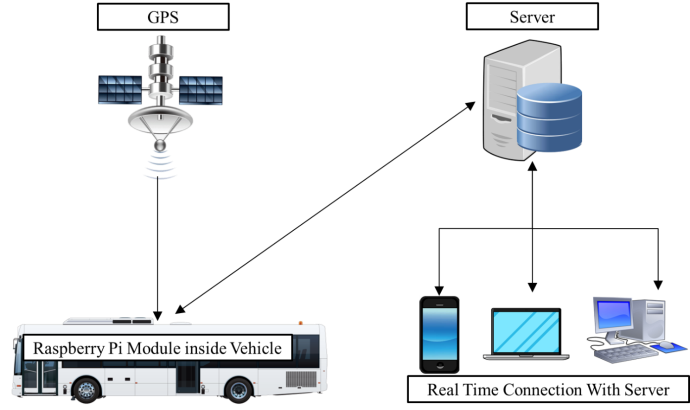 GPS
Server
Raspberry Pi Module inside Vehicle
Real Time Connection With Server